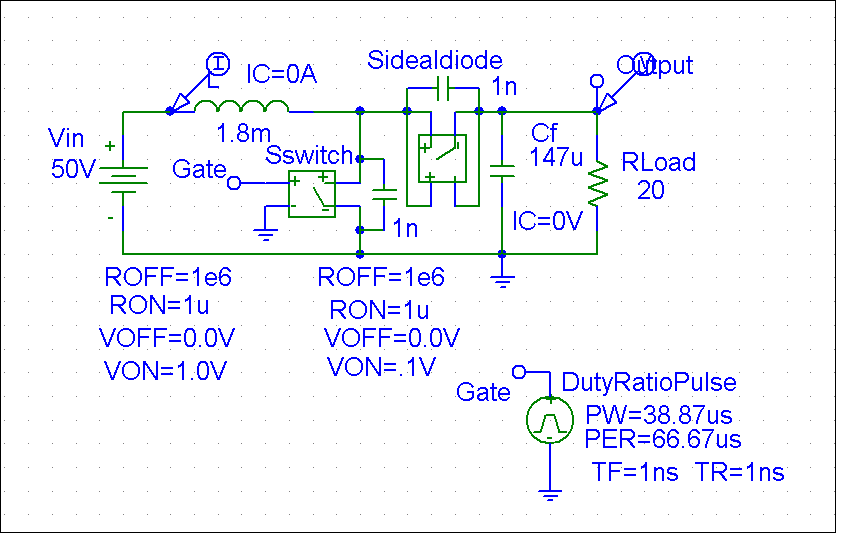 Sidealdiode
I
IC=0A
L
1n
Output
Vin
50V
+
-
1.8m
Cf
147u
RLoad
20
Sswitch
Gate
+
+
-
-
+
+
-
-
1n
IC=0V
ROFF=1e6
RON=1u
VOFF=0.0V
VON=1.0V
ROFF=1e6
RON=1u
VOFF=0.0V
VON=.1V
Gate
DutyRatioPulse
+
-
PW=38.87us
PER=66.67us
TF=1ns TR=1ns